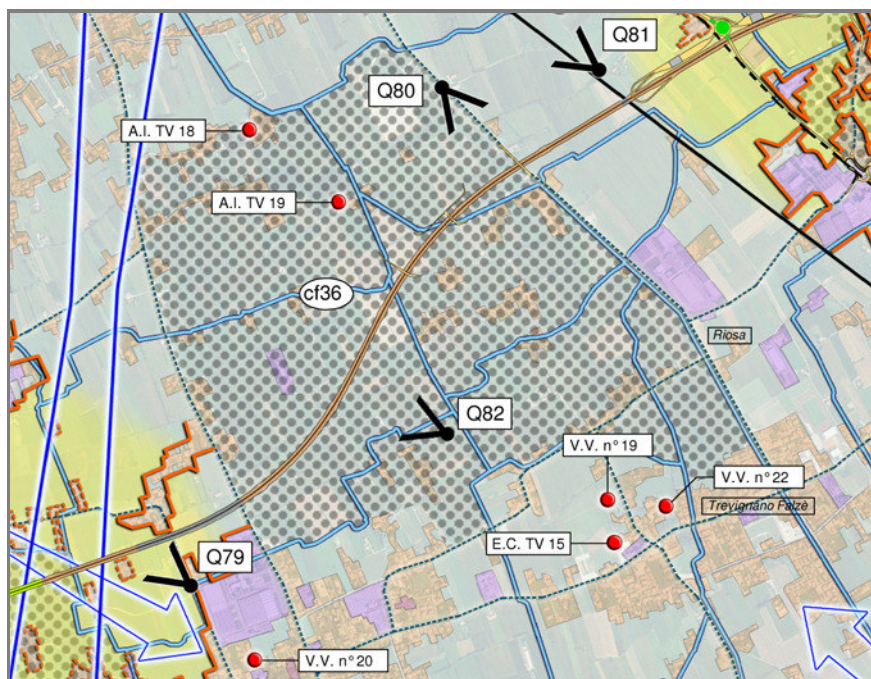 Q81
Q80
A.I. TV 18
A.I. TV 19
cf36
Riosa
Q82
V.V. n° 19
V.V. n° 22
Trevignano Falzè
E.C. TV 15
Q79
V.V. n° 20